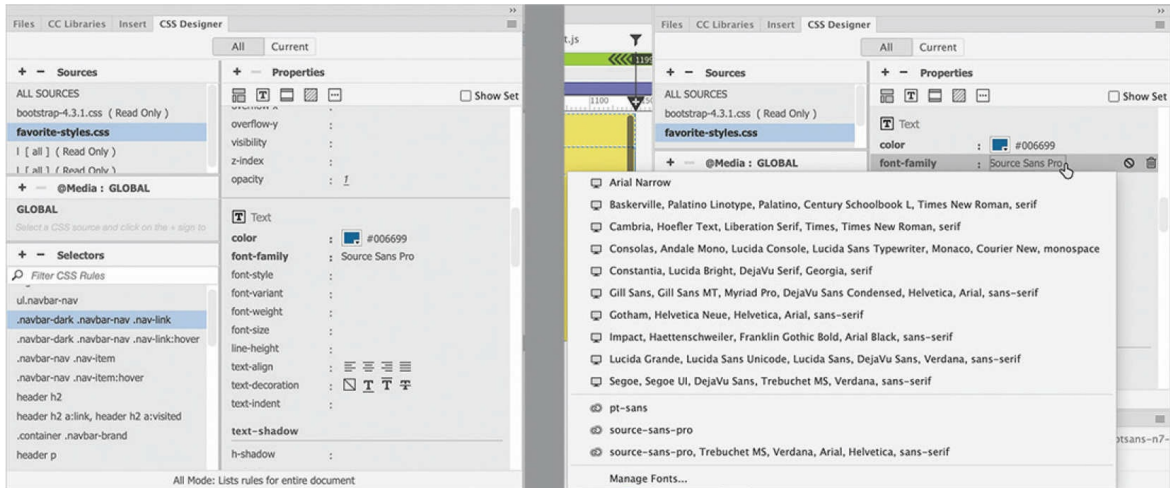 Files CC Libraries Insert CSS Designer
All Current
+ − Sources
ALL SOURCES
bootstrap-4.3.1.css ( Read Only )
favorite-styles.css
l [ all ] ( Read Only )
l [ all ] ( Read Only )
+ − @Media : GLOBAL
GLOBAL
Select a CSS source and click on the + sign to
+ − Selectors
Filter CSS Rules
ul.navbar-nav
.navbar-dark .navbar-nav .nav-link
.navbar-dark .navbar-nav .nav-link:hover
.navbar-nav .nav-item
.navbar-nav .nav-item:hover
header h2
header h2 a:link, header h2 a:visited
.container .navbar-brand
header p
+ − Properties
Show Set
overflow-x :
overflow-y :
visibility :
z-index :
opacity : 1
T Text
color : #006699
font-family : Source Sans Pro
font-style :
font-variant :
font-weight :
font-size :
line-height :
text-align :
text-decoration : T T T
text-indent :
text-shadow
h-shadow :
All Mode: Lists rules for entire document
t.js
1199
1100
Files CC Libraries Insert CSS Designer
All Current
+ − Sources
ALL SOURCES
bootstrap-4.3.1.css ( Read Only )
favorite-styles.css
+ − @Media : GLOBAL
+ − Properties
Show Set
T Text
color : #006699
font-family : Source Sans Pro
Arial Narrow
Baskerville, Palatino Linotype, Palatino, Century Schoolbook L, Times New Roman, serif
Cambria, Hoefler Text, Liberation Serif, Times, Times New Roman, serif
Consolas, Andale Mono, Lucida Console, Lucida Sans Typewriter, Monaco, Courier New, monospace
Constantia, Lucida Bright, DejaVu Serif, Georgia, serif
Gill Sans, Gill Sans MT, Myriad Pro, DejaVu Sans Condensed, Helvetica, Arial, sans-serif
Gotham, Helvetica Neue, Helvetica, Arial, sans-serif
Impact, Haettenschweiler, Franklin Gothic Bold, Arial Black, sans-serif
Lucida Grande, Lucida Sans Unicode, Lucida Sans, DejaVu Sans, Verdana, sans-serif
Segoe, Segoe UI, DejaVu Sans, Trebuchet MS, Verdana, sans-serif
pt-sans
source-sans-pro
source-sans-pro, Trebuchet MS, Verdana, Arial, Helvetica, sans-serif
Manage Fonts...
ptsans-n7-